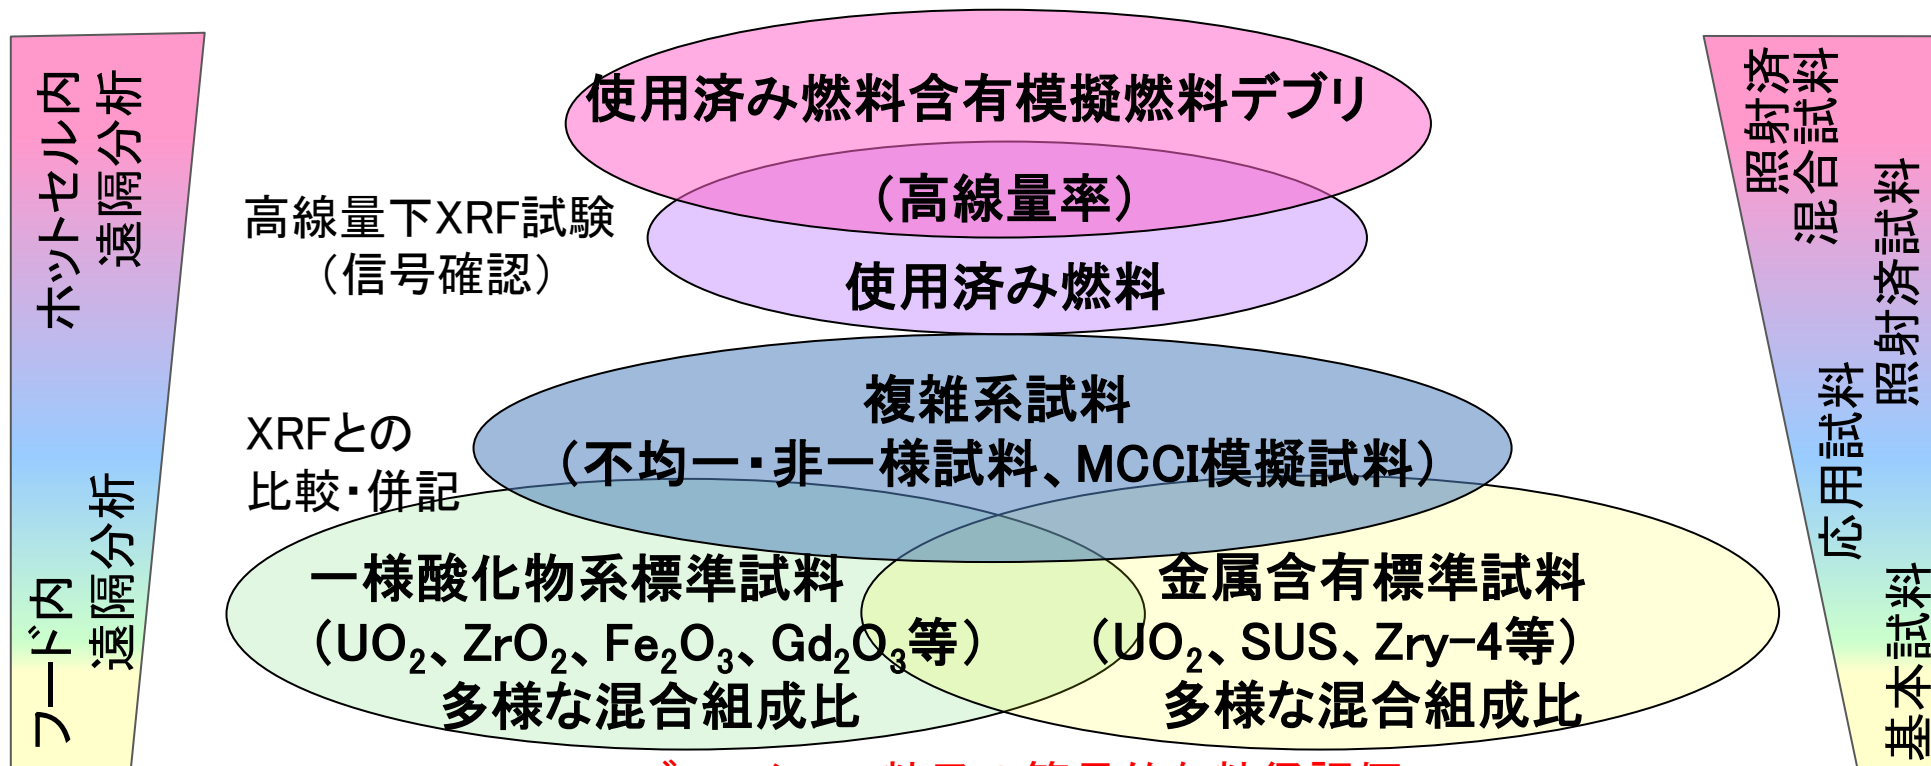 ホットセル内
遠隔分析
フード内
遠隔分析
高線量下XRF試験
（信号確認）
XRFとの
比較・併記
使用済み燃料含有模擬燃料デブリ
（高線量率）
使用済み燃料
複雑系試料
（不均一・非一様試料、MCCI模擬試料）
一様酸化物系標準試料
（UO₂、ZrO₂、Fe₂O₃、Gd₂O₃等）
多様な混合組成比
金属含有標準試料
（UO₂、SUS、Zry-4等）
多様な混合組成比
照射済
混合試料
照射済試料
応用試料
基本試料